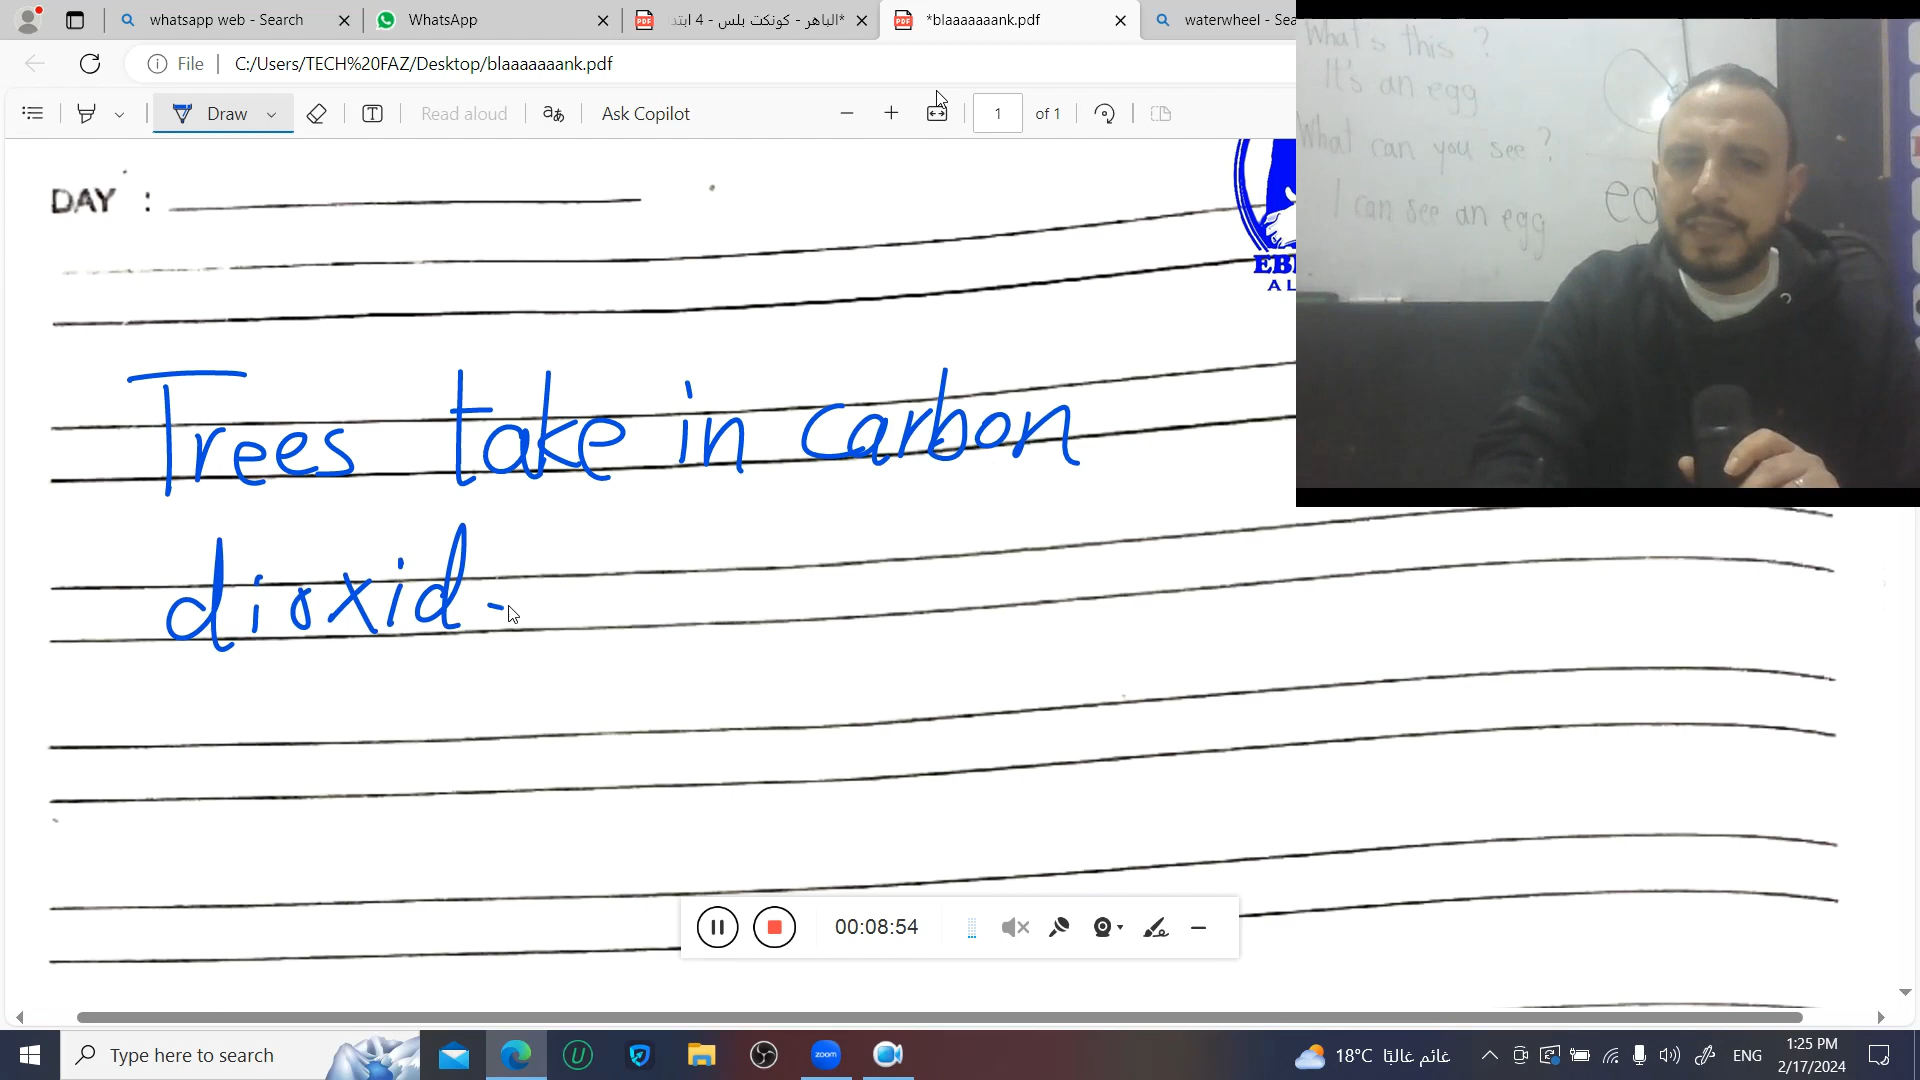 whatsapp web - Search
WhatsApp
الباهر - كونكت بلس - 4 ابتد*
*blaaaaaaank.pdf
waterwheel - Sea
File
C:/Users/TECH%20FAZ/Desktop/blaaaaaaank.pdf
Draw
Read aloud
Ask Copilot
1
of 1
What's this ?
It's an egg
What can you see ?
I can see an egg
DAY :
Trees take in carbon
dioxid
00:08:54
Type here to search
zoom
18°C
غائم غالبًا
ENG
1:25 PM
2/17/2024